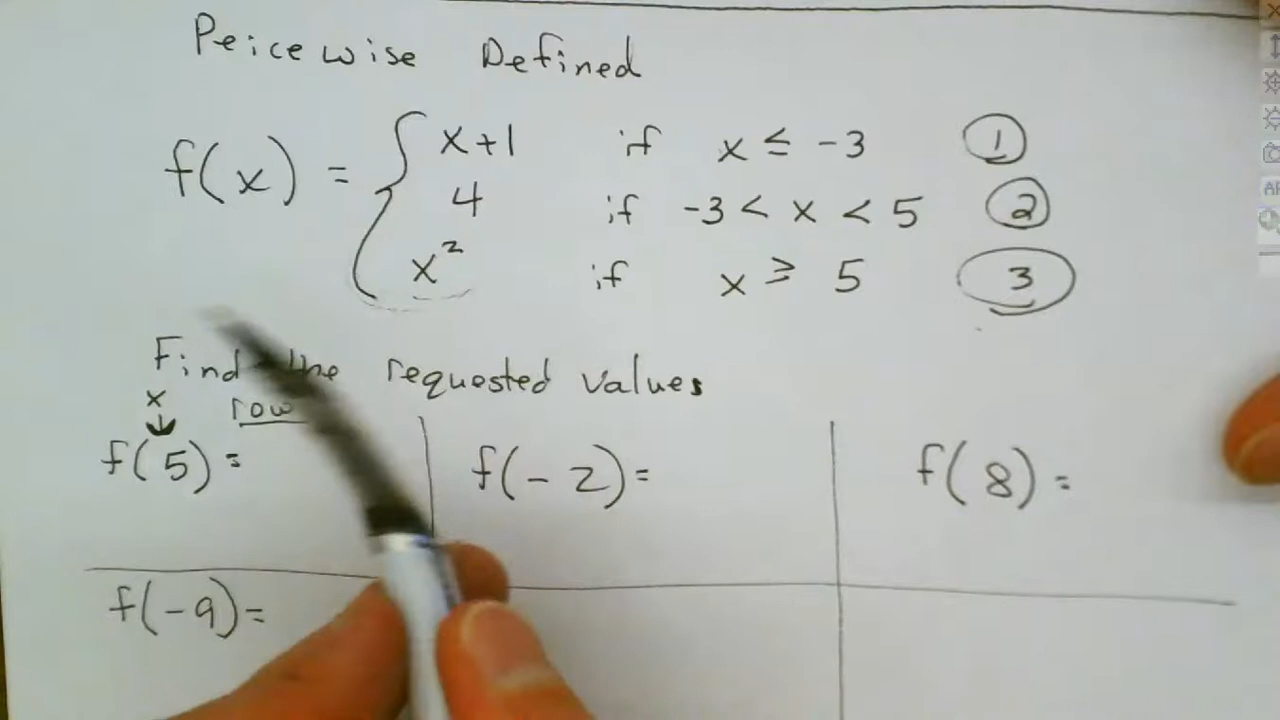 Peicewise Defined
f(x) = { x+1 if x ≤ -3 1
4 if -3 < x < 5 2
x² if x ≥ 5 3
Find the requested values
x row
f(5)= f(-2)= f(8)=
f(-9)=